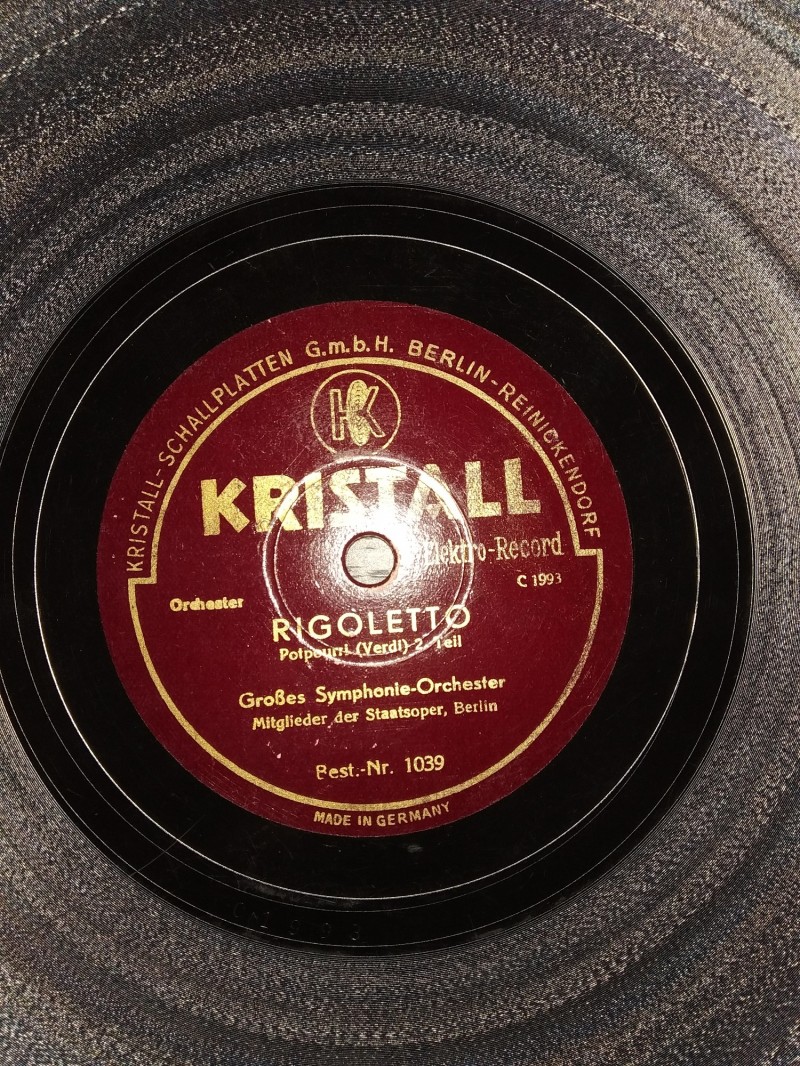 KRISTALL-SCHALLPLATTEN G.m.b.H. BERLIN-REINICKENDORF
HK
KRISTALL
Elektro-Record
C 1993
Orchester
RIGOLETTO
Potpourri (Verdi) 2. Teil
Großes Symphonie-Orchester
Mitglieder der Staatsoper, Berlin
Best.-Nr. 1039
MADE IN GERMANY